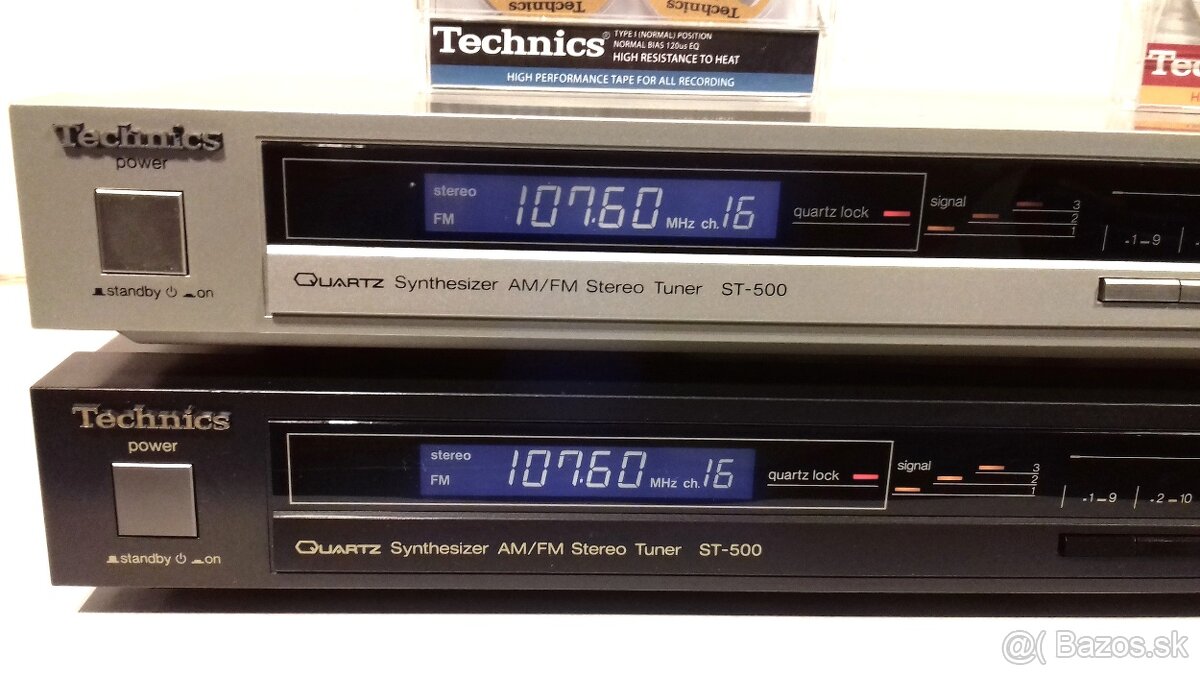 Technics
Technics
Technics® TYPE I (NORMAL) POSITION
NORMAL BIAS 120us EQ
HIGH RESISTANCE TO HEAT
HIGH PERFORMANCE TAPE FOR ALL RECORDING
Te
Technics
power
standby ⏻ on
stereo
FM 107.60 MHz ch. 16
quartz lock
signal
3
2
1
1-9
QUARTZ Synthesizer AM/FM Stereo Tuner ST-500
Technics
power
standby ⏻ on
stereo
FM 107.60 MHz ch. 16
quartz lock
signal
3
2
1
1-9
2-10
QUARTZ Synthesizer AM/FM Stereo Tuner ST-500
@( Bazos.sk